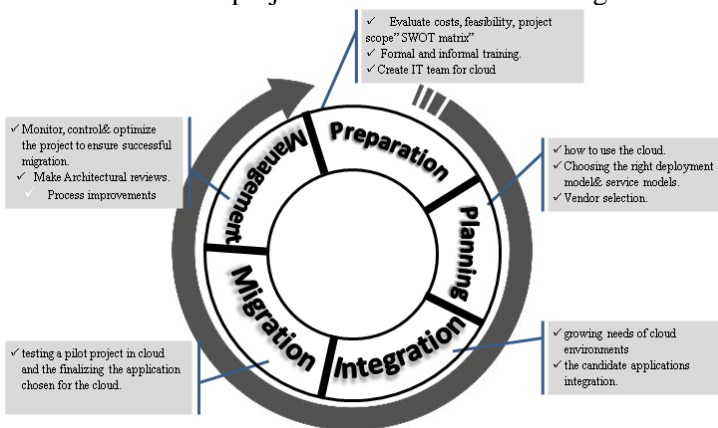 proj
✓ Evaluate costs, feasibility, project
scope” SWOT matrix”
✓ Formal and informal training.
✓ Create IT team for cloud
✓ Monitor, control& optimize
the project to ensure successful
migration.
✓ Make Architectural reviews.
✓ Process improvements
Preparation
Management
✓ how to use the cloud.
✓ Choosing the right deployment
model& service models.
✓ Vendor selection.
Planning
Migration
Integration
✓ testing a pilot project in cloud
and the finalizing the application
chosen for the cloud.
✓ growing needs of cloud
environments
✓ the candidate applications
integration.